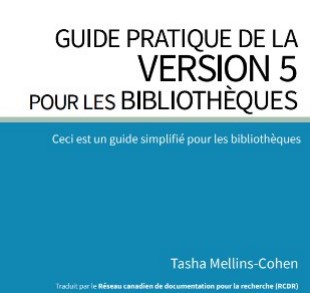 GUIDE PRATIQUE DE LA
VERSION 5
POUR LES BIBLIOTHÈQUES
Ceci est un guide simplifié pour les bibliothèques
Tasha Mellins-Cohen
Traduit par le Réseau canadien de documentation pour la recherche (RCDR)